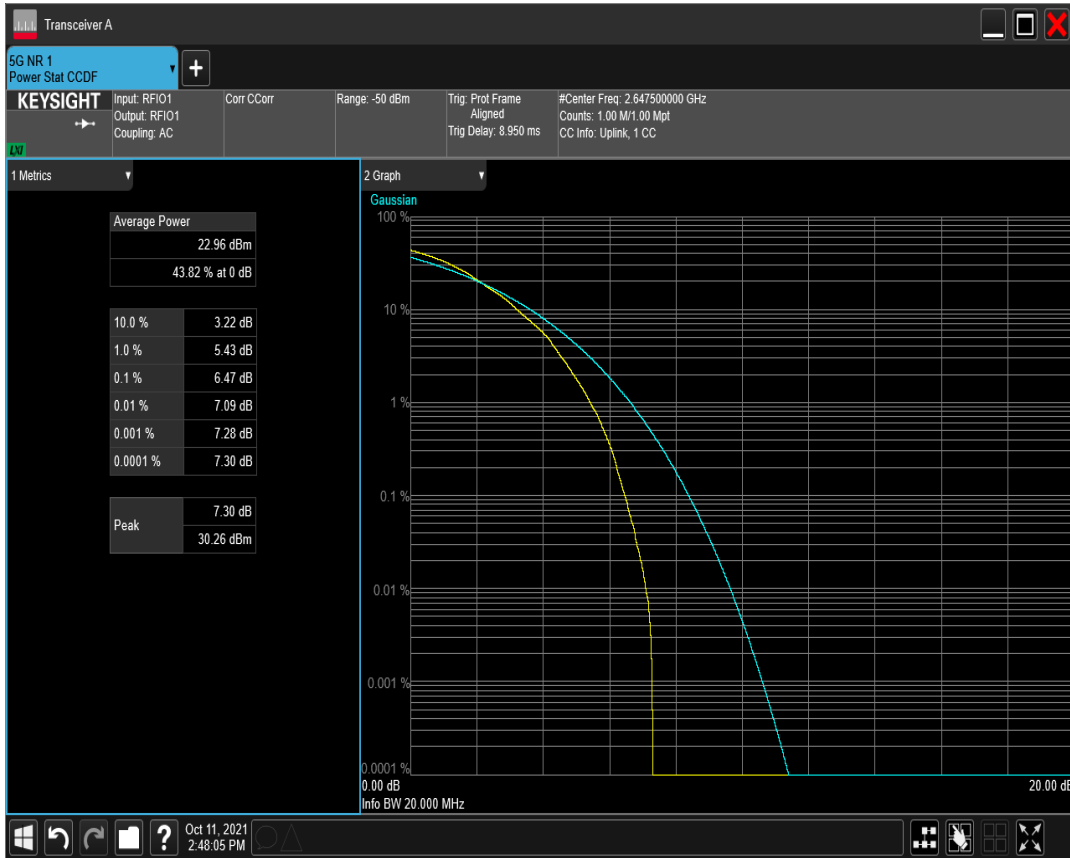 Transceiver A
5G NR 1
Power Stat CCDF
+
KEYSIGHT
LXI
Input: RFIO1
Output: RFIO1
Coupling: AC
Corr CCorr
Range: -50 dBm
Trig: Prot Frame
Aligned
Trig Delay: 8.950 ms
#Center Freq: 2.647500000 GHz
Counts: 1.00 M/1.00 Mpt
CC Info: Uplink, 1 CC
1 Metrics
Average Power
22.96 dBm
43.82 % at 0 dB
10.0 % 3.22 dB
1.0 % 5.43 dB
0.1 % 6.47 dB
0.01 % 7.09 dB
0.001 % 7.28 dB
0.0001 % 7.30 dB
Peak
7.30 dB
30.26 dBm
2 Graph
Gaussian
100 %
10 %
1 %
0.1 %
0.01 %
0.001 %
0.0001 %
0.00 dB
20.00 dB
Info BW 20.000 MHz
?
Oct 11, 2021
2:48:05 PM